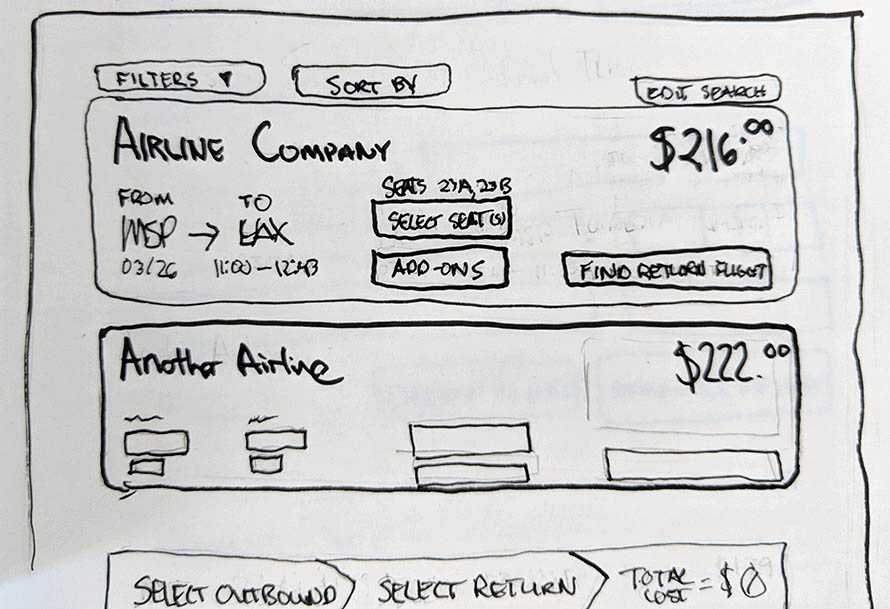 FILTERS ▼
SORT BY
EDIT SEARCH
AIRLINE COMPANY
$216.00
FROM
TO
SEATS 23A, 23B
MSP → LAX
SELECT SEAT(S)
03/26
11:00 – 12:43
ADD-ONS
FIND RETURN FLIGHT
Another Airline
$222.00
SELECT OUTBOUND
SELECT RETURN
TOTAL COST = $0